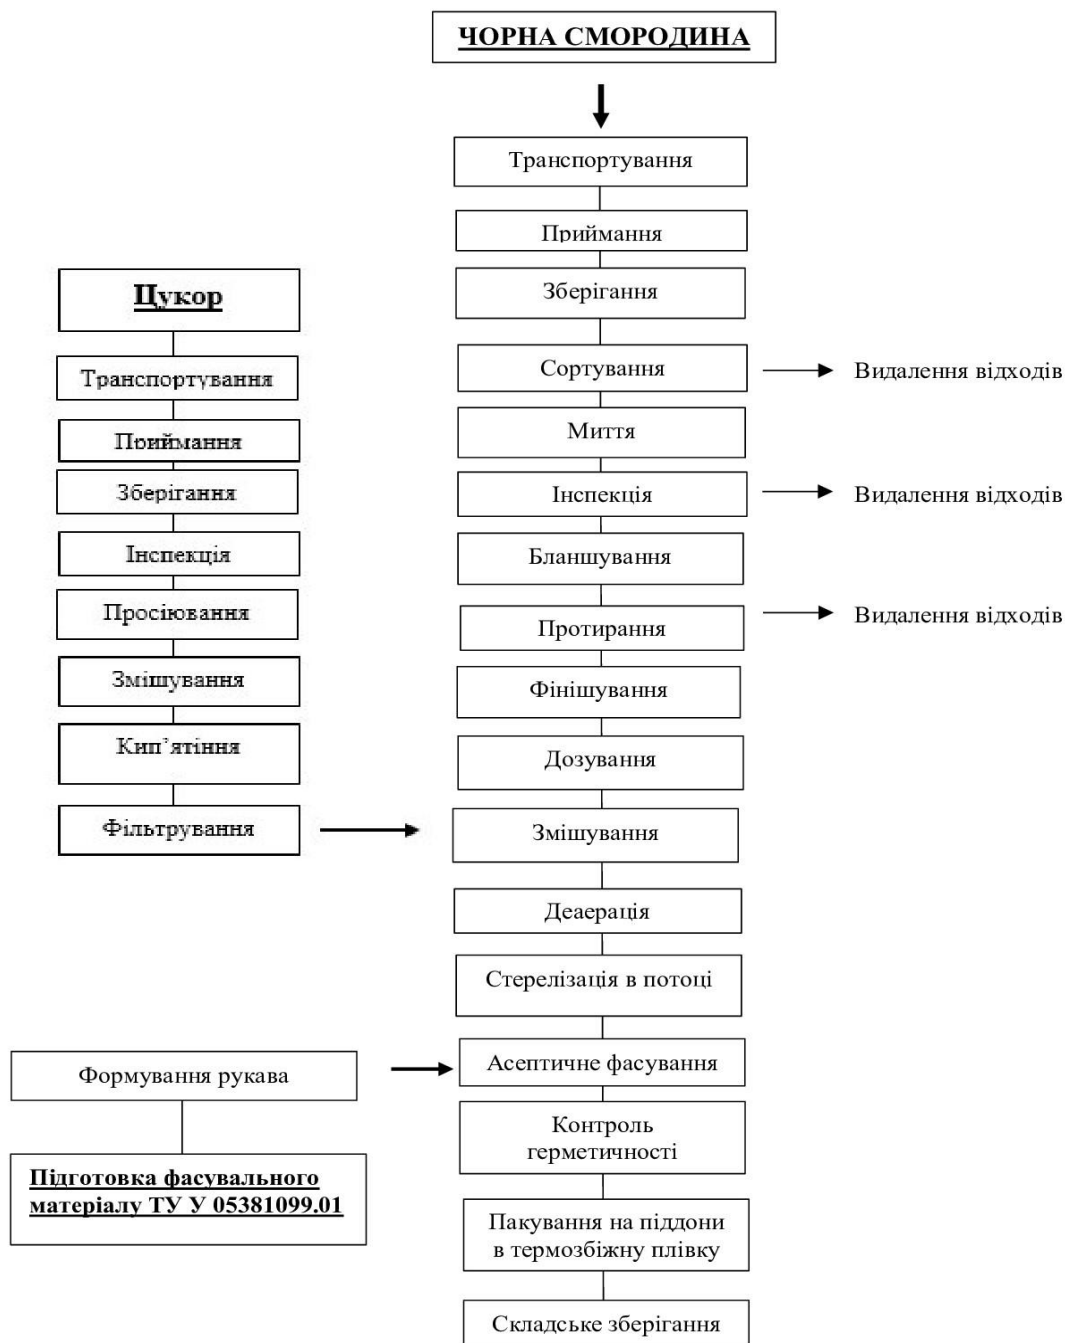 ЧОРНА СМОРОДИНА
Транспортування
Приймання
Зберігання
Сортування
Видалення відходів
Миття
Інспекція
Видалення відходів
Бланшування
Протирання
Видалення відходів
Фінішування
Дозування
Змішування
Деаерація
Стерелізація в потоці
Асептичне фасування
Контроль
герметичності
Пакування на піддони
в термозбіжну плівку
Складське зберігання
Цукор
Транспортування
Приймання
Зберігання
Інспекція
Просіювання
Змішування
Кип’ятіння
Фільтрування
Формування рукава
Підготовка фасувального
матеріалу ТУ У 05381099.01